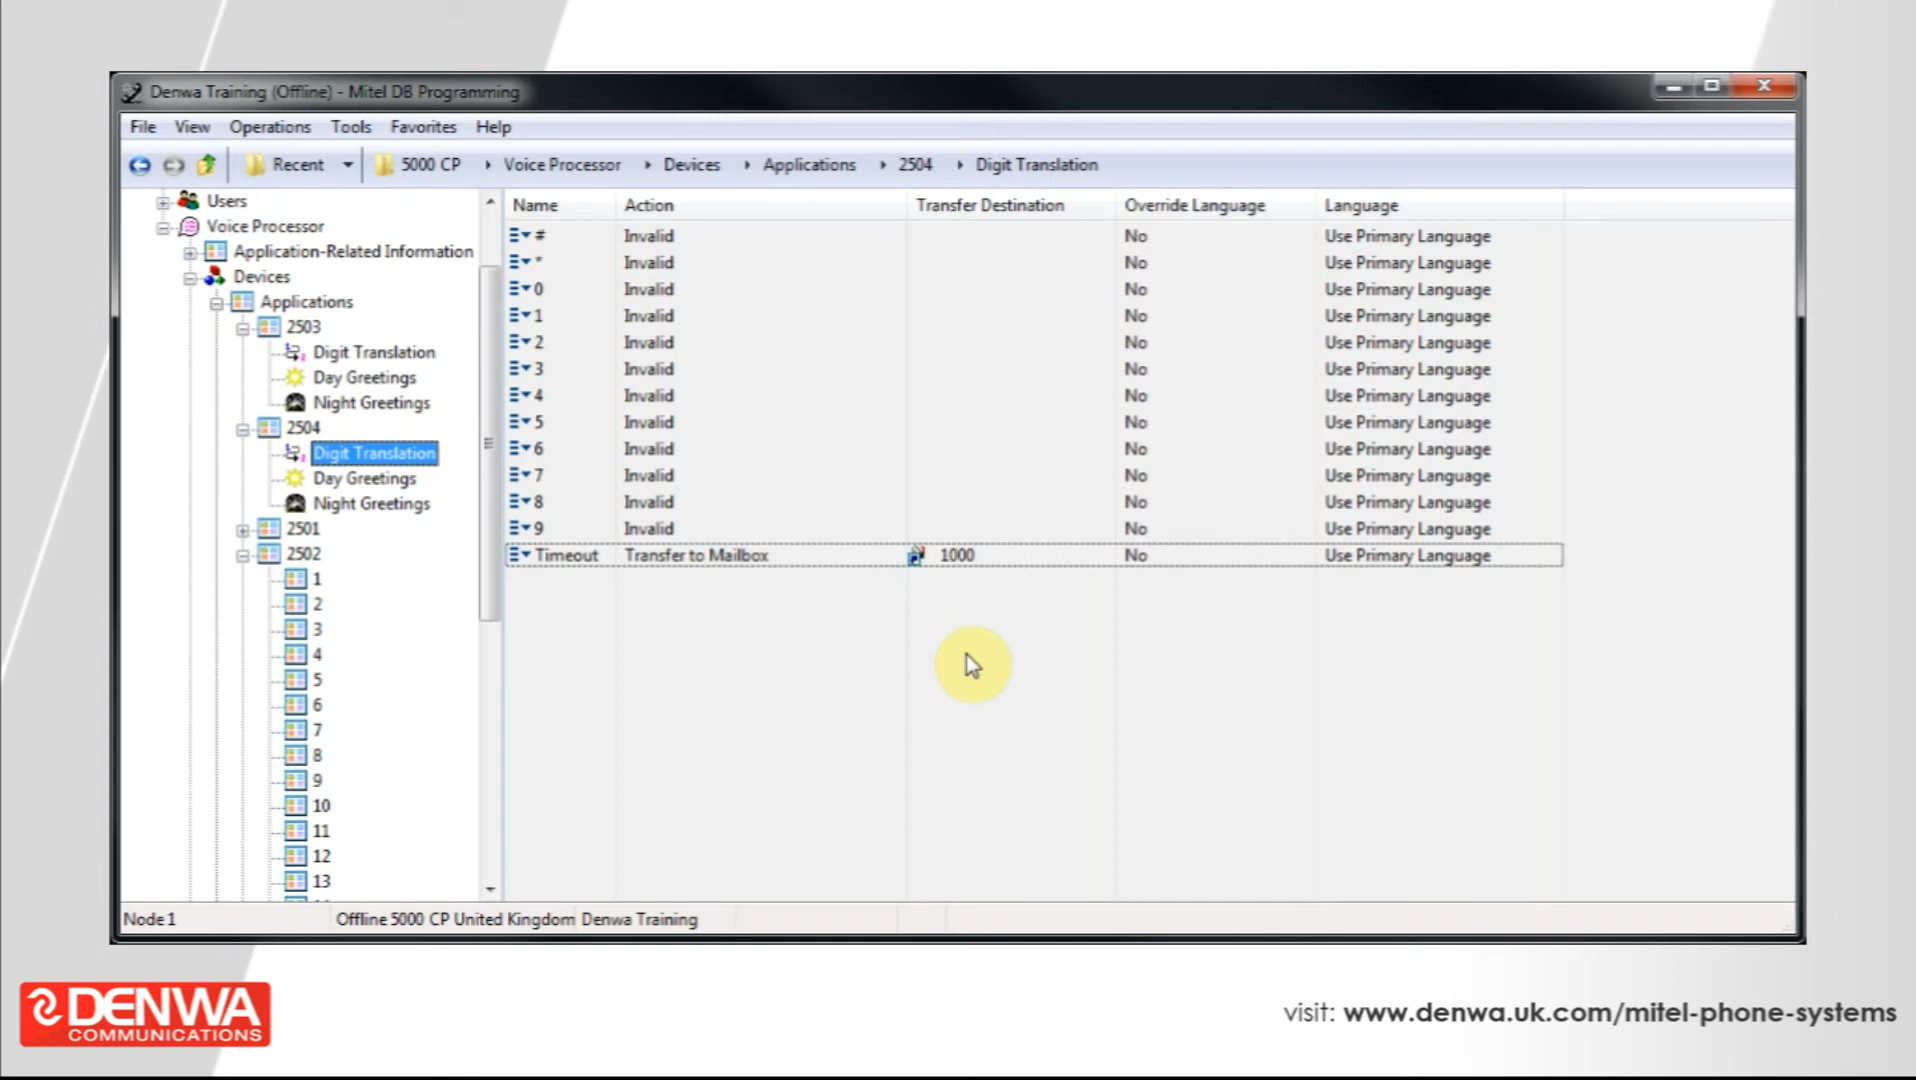 Denwa Training (Offline) - Mitel DB Programming
File View Operations Tools Favorites Help
Recent 5000 CP Voice Processor Devices Applications 2504 Digit Translation
Users
Voice Processor
Application-Related Information
Devices
Applications
2503
Digit Translation
Day Greetings
Night Greetings
2504
Digit Translation
Day Greetings
Night Greetings
2501
2502
1
2
3
4
5
6
7
8
9
10
11
12
13
Name Action Transfer Destination Override Language Language
# Invalid No Use Primary Language
* Invalid No Use Primary Language
0 Invalid No Use Primary Language
1 Invalid No Use Primary Language
2 Invalid No Use Primary Language
3 Invalid No Use Primary Language
4 Invalid No Use Primary Language
5 Invalid No Use Primary Language
6 Invalid No Use Primary Language
7 Invalid No Use Primary Language
8 Invalid No Use Primary Language
9 Invalid No Use Primary Language
Timeout Transfer to Mailbox 1000 No Use Primary Language
Node 1 Offline 5000 CP United Kingdom Denwa Training
DENWA
COMMUNICATIONS
visit: www.denwa.uk.com/mitel-phone-systems